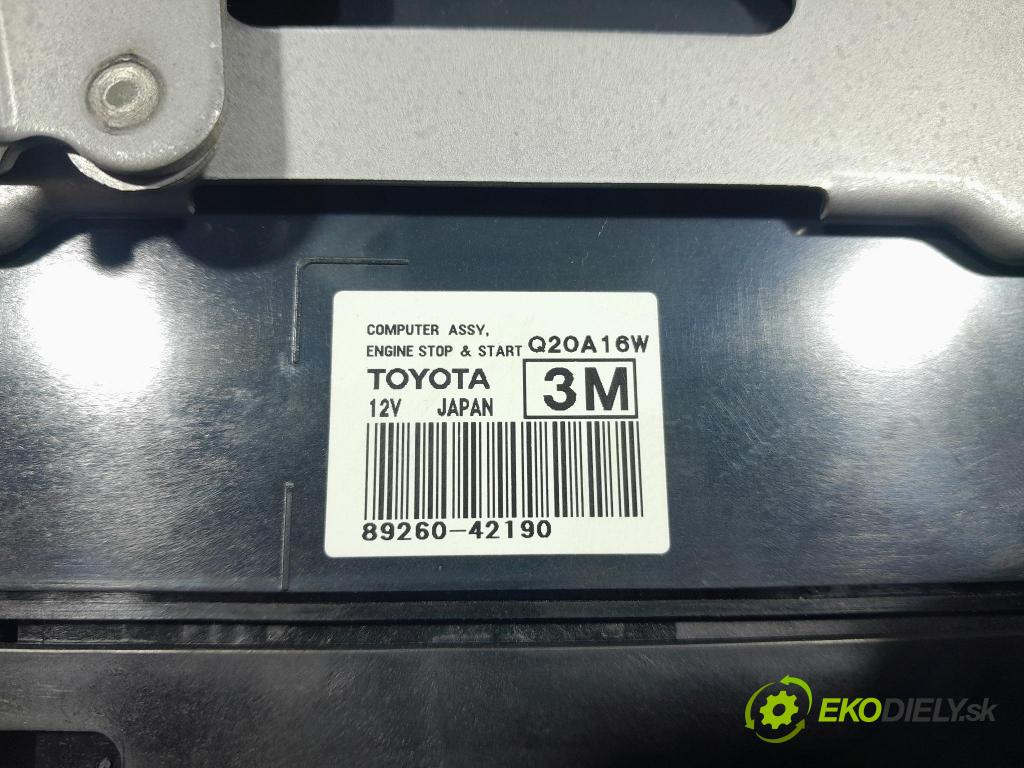 COMPUTER ASSY,
ENGINE STOP & START Q20A16W
TOYOTA 3M
12V JAPAN
89260-42190
EKODIELY.sk